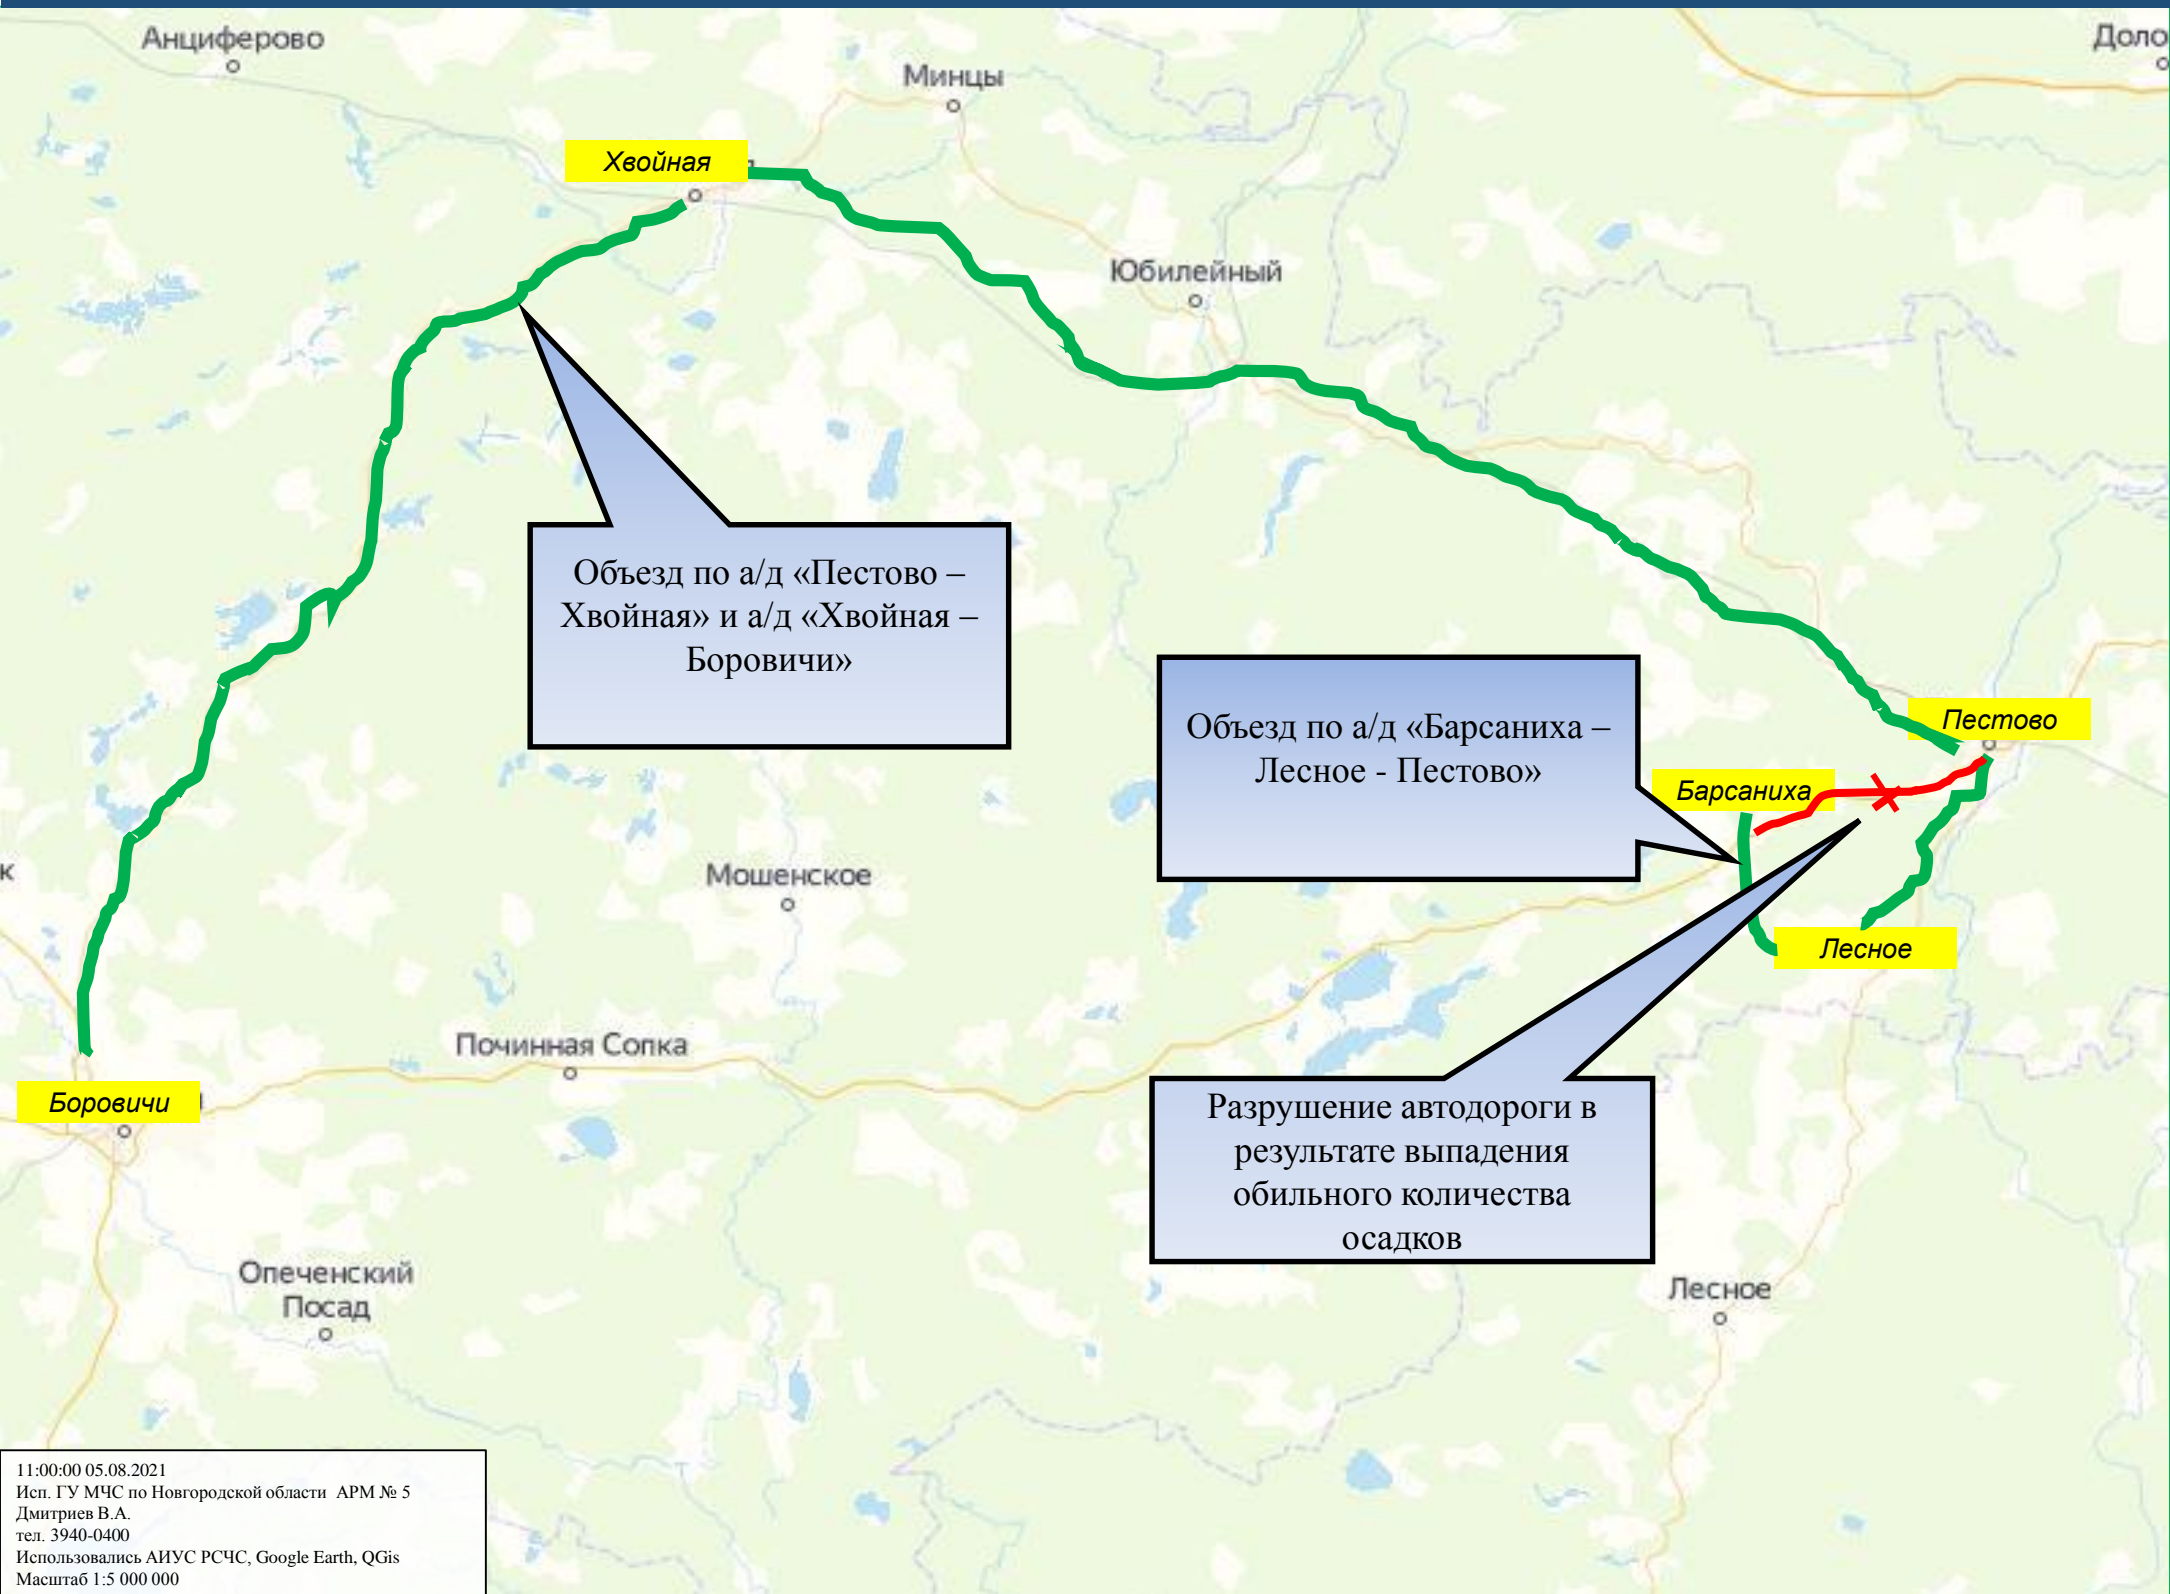 Анциферово
Минцы
Доло
Хвойная
Юбилейный
Объезд по а/д «Пестово –
Хвойная» и а/д «Хвойная –
Боровичи»
Объезд по а/д «Барсаниха –
Лесное - Пестово»
Пестово
Барсаниха
к
Мошенское
Лесное
Починная Сопка
Боровичи
Разрушение автодороги в
результате выпадения
обильного количества
осадков
Опеченский
Посад
Лесное
11:00:00 05.08.2021
Исп. ГУ МЧС по Новгородской области АРМ № 5
Дмитриев В.А.
тел. 3940-0400
Использовались АИУС РСЧС, Google Earth, QGis
Масштаб 1:5 000 000